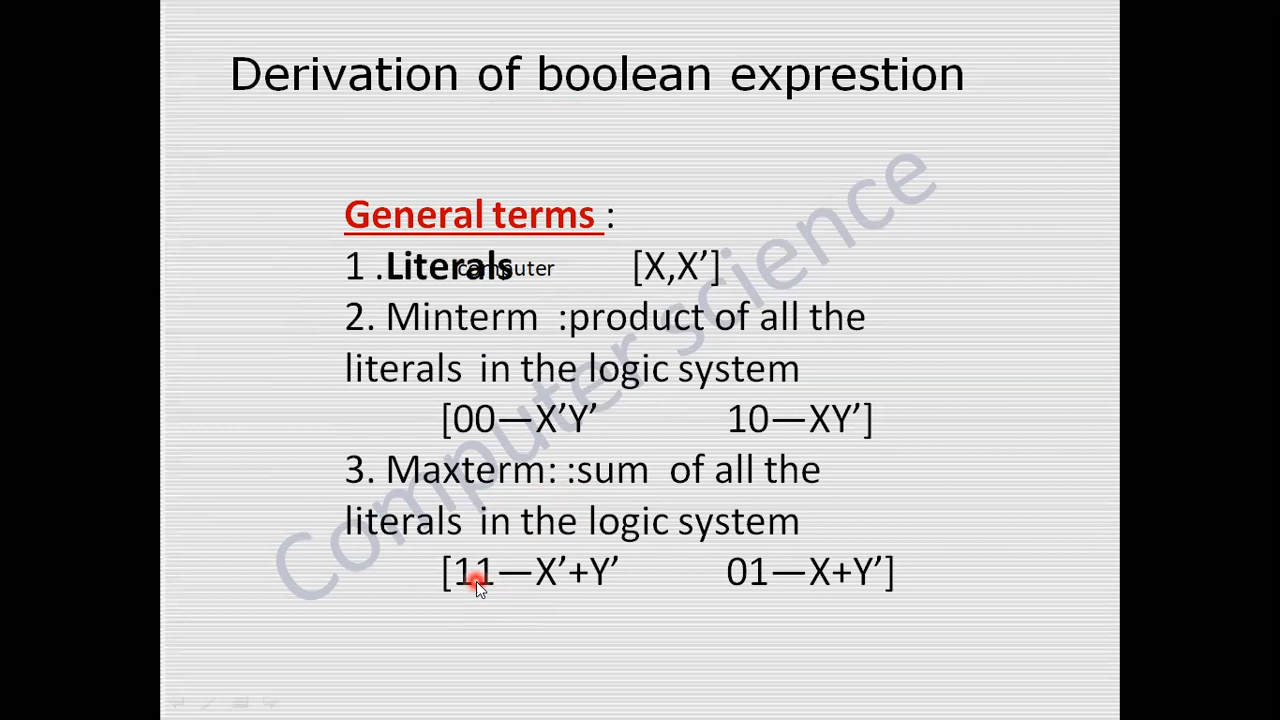 Derivation of boolean exprestion
General terms :
1 .Literals [X,X’]
computer
2. Minterm :product of all the
literals in the logic system
[00—X’Y’ 10—XY’]
3. Maxterm: :sum of all the
literals in the logic system
[11—X’+Y’ 01—X+Y’]
Computer science